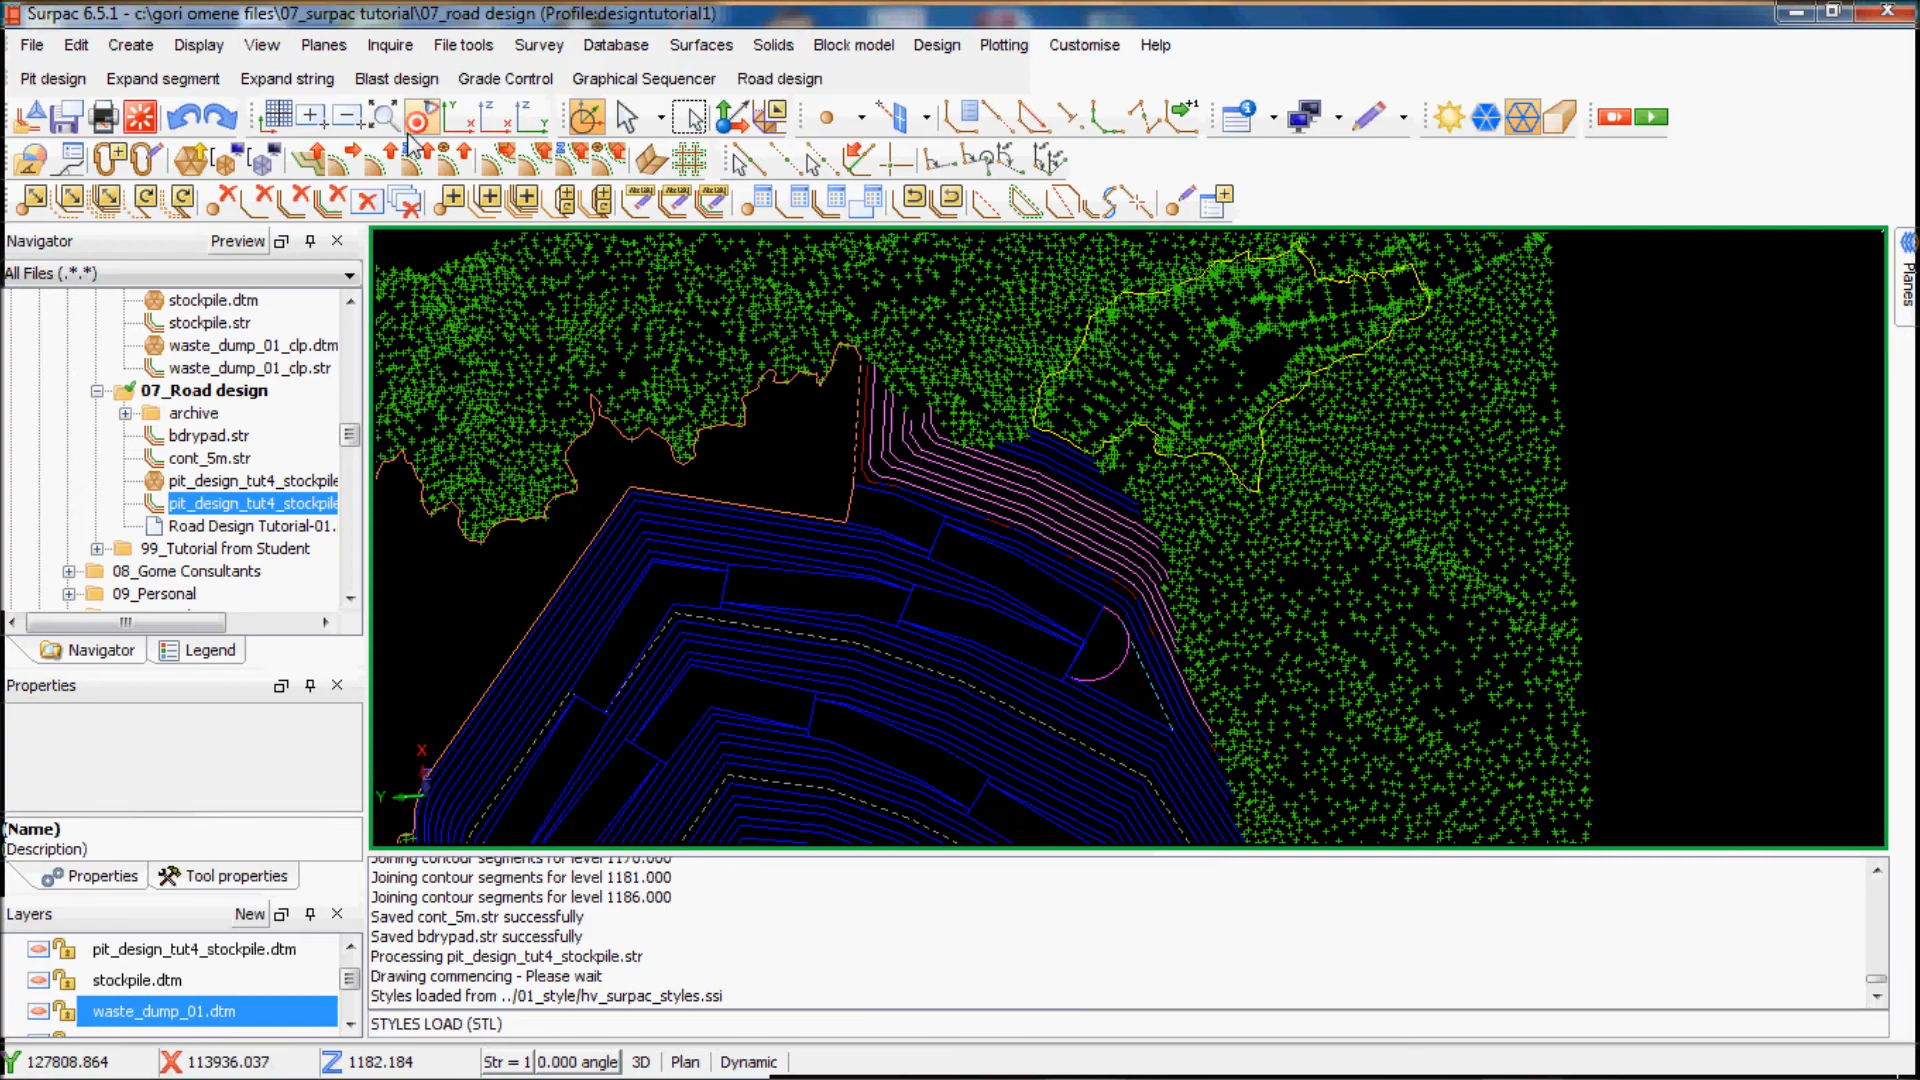 Surpac 6.5.1 - c:\gori omene files\07_surpac tutorial\07_road design (Profile:designtutorial1)
File Edit Create Display View Planes Inquire File tools Survey Database Surfaces Solids Block model Design Plotting Customise Help
Pit design Expand segment Expand string Blast design Grade Control Graphical Sequencer Road design
Navigator Preview
All Files (.*.*)
stockpile.dtm
stockpile.str
waste_dump_01_clp.dtm
waste_dump_01_clp.str
07_Road design
archive
bdrypad.str
cont_5m.str
pit_design_tut4_stockpile
pit_design_tut4_stockpile
Road Design Tutorial-01.
99_Tutorial from Student
08_Gome Consultants
09_Personal
Navigator Legend
Properties
(Name)
(Description)
Properties Tool properties
Layers New
pit_design_tut4_stockpile.dtm
stockpile.dtm
waste_dump_01.dtm
Planes
X
Y
Joining contour segments for level 1176.000
Joining contour segments for level 1181.000
Joining contour segments for level 1186.000
Saved cont_5m.str successfully
Saved bdrypad.str successfully
Processing pit_design_tut4_stockpile.str
Drawing commencing - Please wait
Styles loaded from ../01_style/hv_surpac_styles.ssi
STYLES LOAD (STL)
Y 127808.864 X 113936.037 Z 1182.184 Str = 1 0.000 angle 3D Plan Dynamic